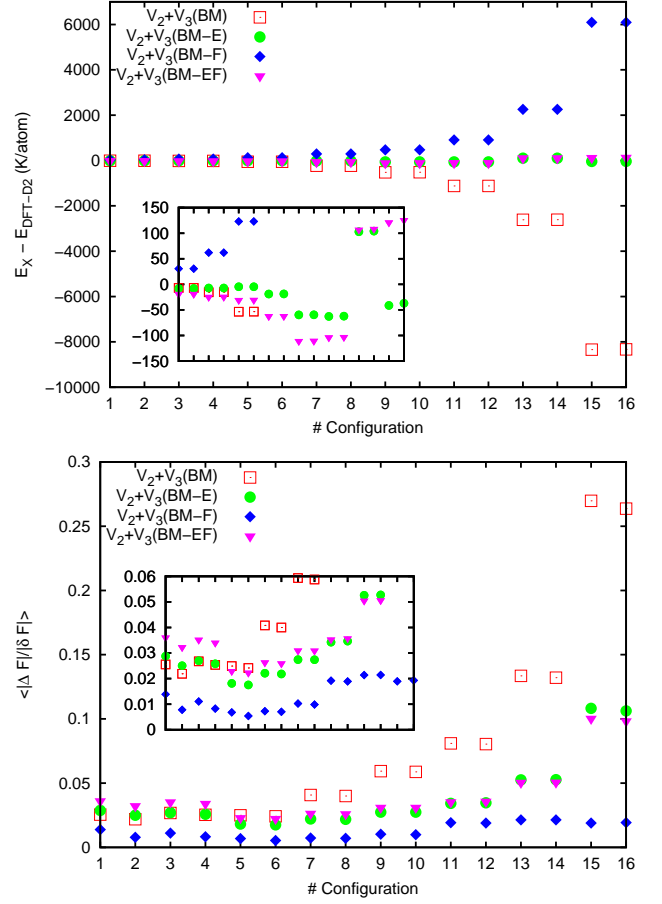 V2+V3(BM)
V2+V3(BM−E)
V2+V3(BM−F)
V2+V3(BM−EF)
6000
4000
2000
0
−2000
−4000
−6000
−8000
−10000
E_X − E_DFT−D2 (K/atom)
150
100
50
0
−50
−100
−150
1 2 3 4 5 6 7 8 9 10 11 12 13 14 15 16
# Configuration
V2+V3(BM)
V2+V3(BM−E)
V2+V3(BM−F)
V2+V3(BM−EF)
0.3
0.25
0.2
0.15
0.1
0.05
0
<|Δ F|/|δ F|>
0.06
0.05
0.04
0.03
0.02
0.01
0
1 2 3 4 5 6 7 8 9 10 11 12 13 14 15 16
# Configuration